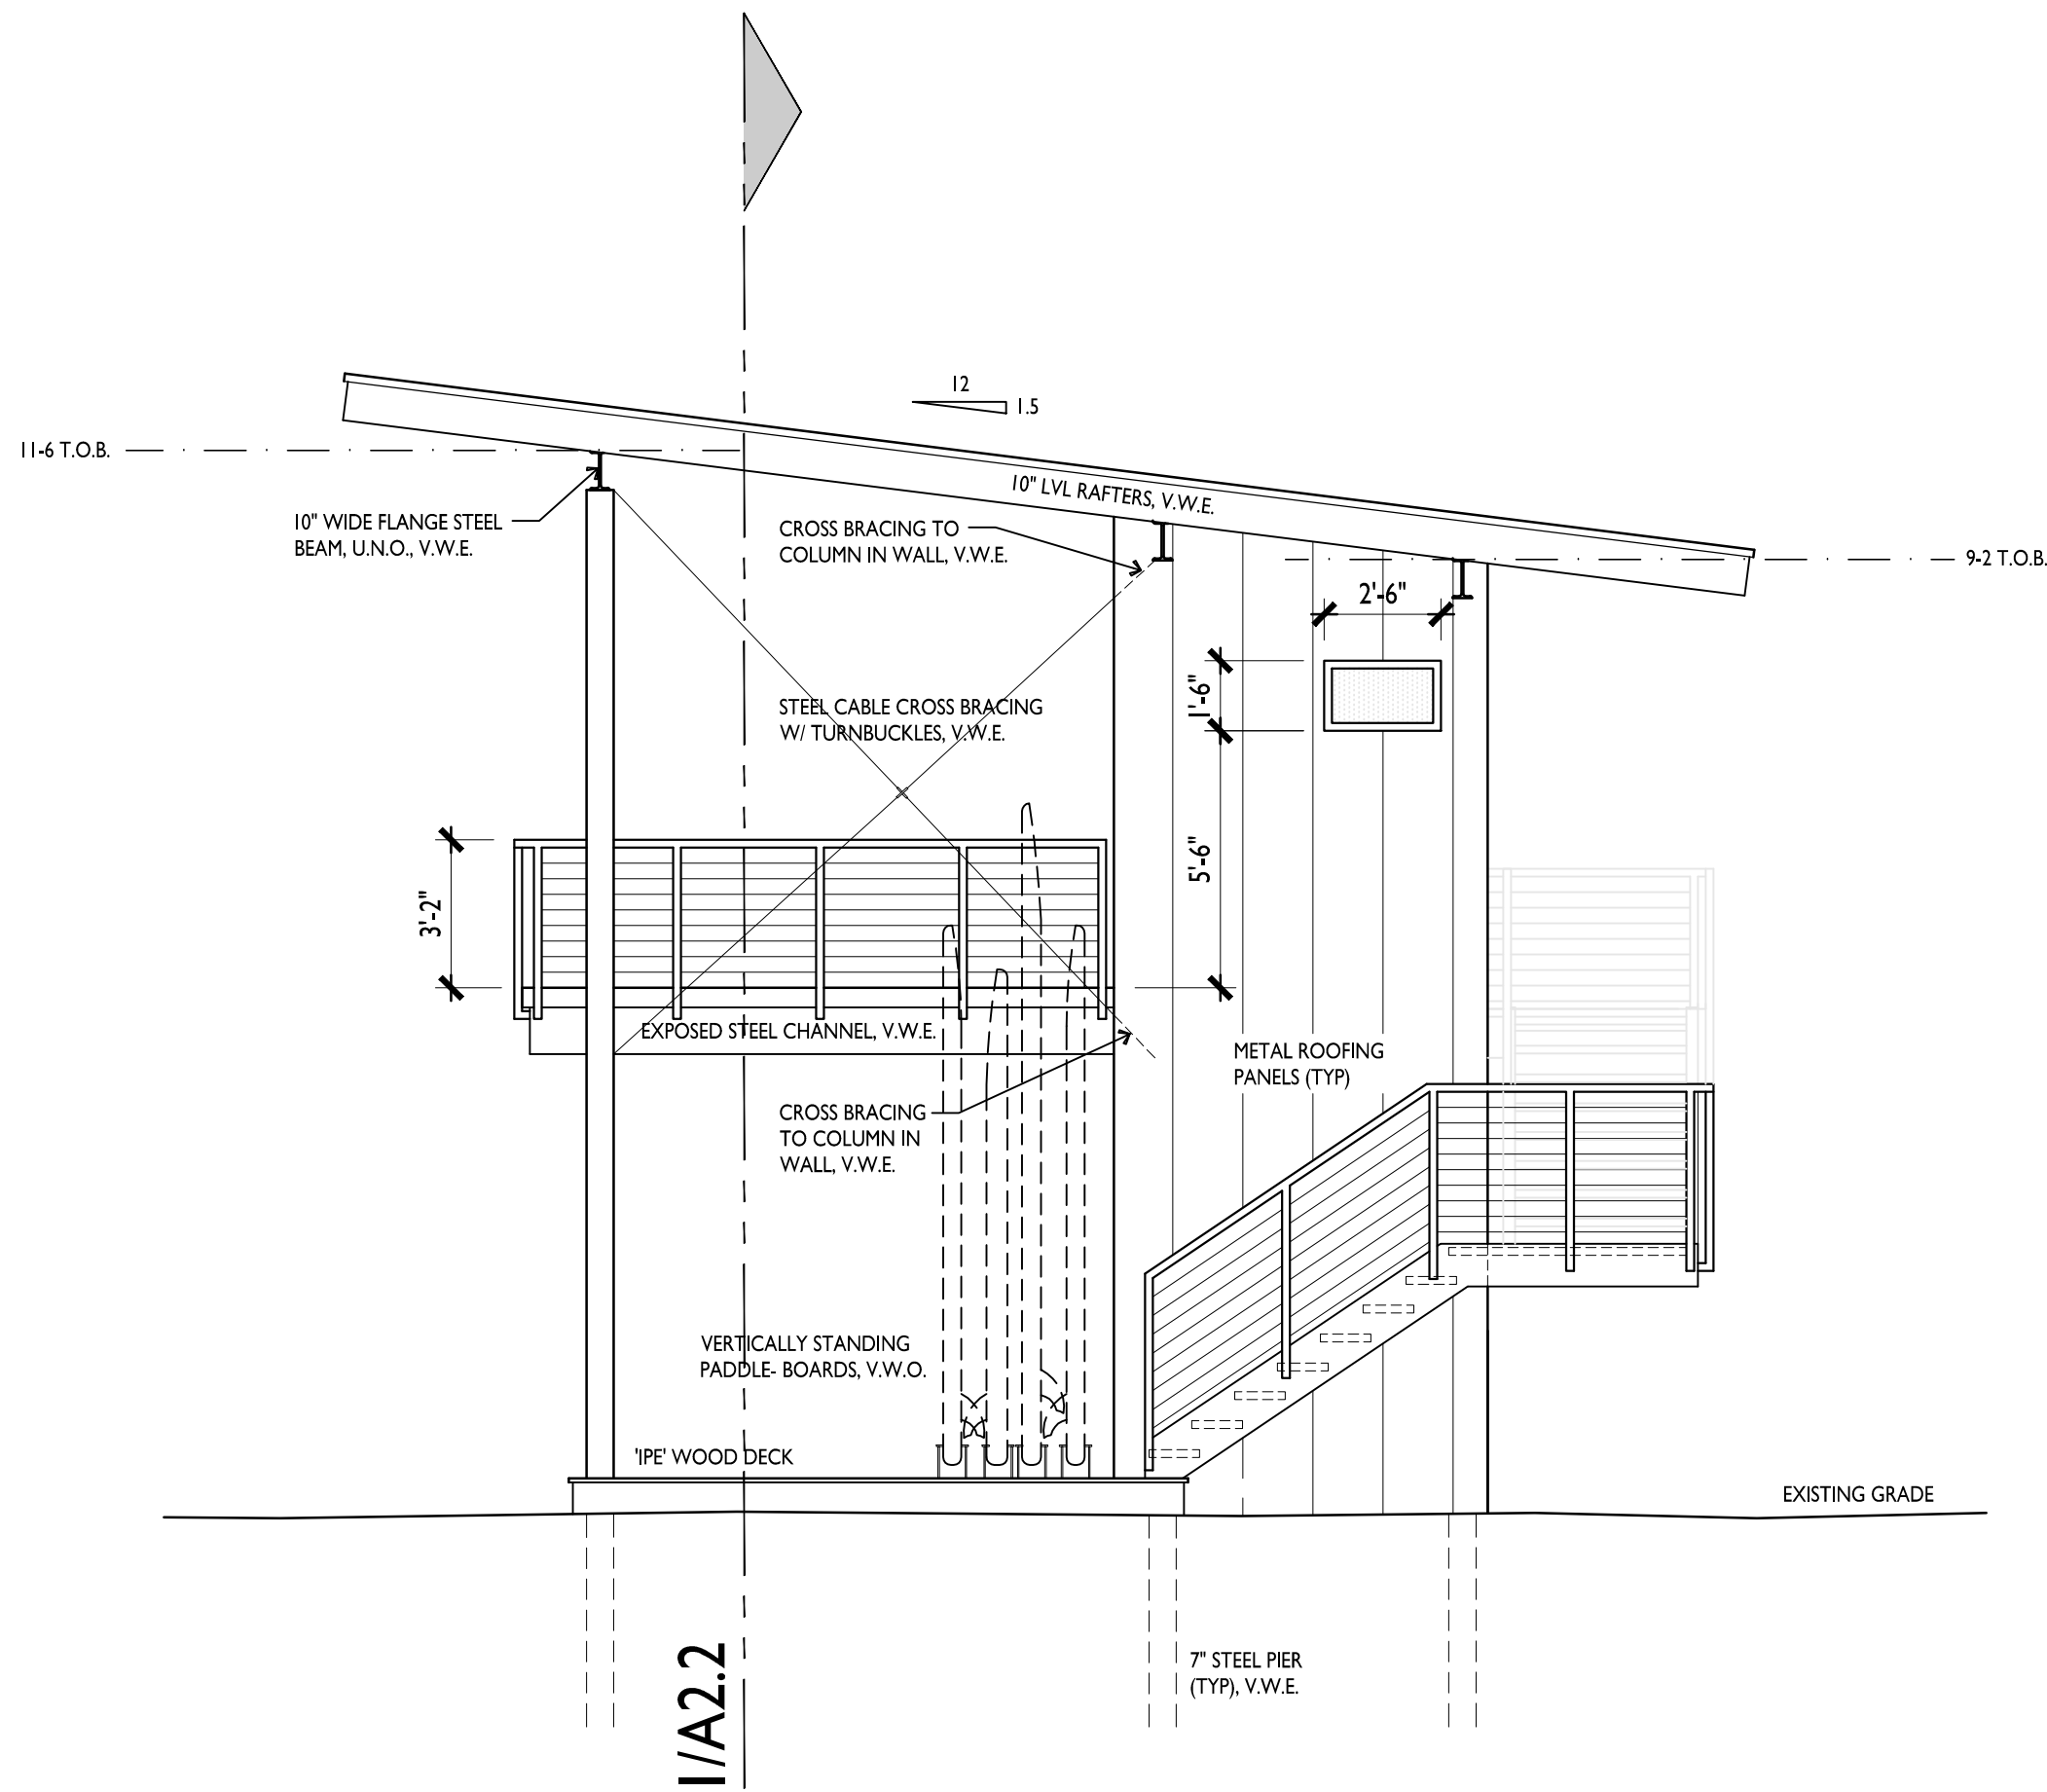 12
1.5
11-6 T.O.B.
10" LVL RAFTERS, V.W.E.
10" WIDE FLANGE STEEL
BEAM, U.N.O., V.W.E.
CROSS BRACING TO
COLUMN IN WALL, V.W.E.
9-2 T.O.B.
2'-6"
1'-6"
STEEL CABLE CROSS BRACING
W/ TURNBUCKLES, V.W.E.
5'-6"
3'-2"
EXPOSED STEEL CHANNEL, V.W.E.
METAL ROOFING
PANELS (TYP)
CROSS BRACING
TO COLUMN IN
WALL, V.W.E.
VERTICALLY STANDING
PADDLE- BOARDS, V.W.O.
'IPE' WOOD DECK
EXISTING GRADE
7" STEEL PIER
(TYP), V.W.E.
1/A2.2